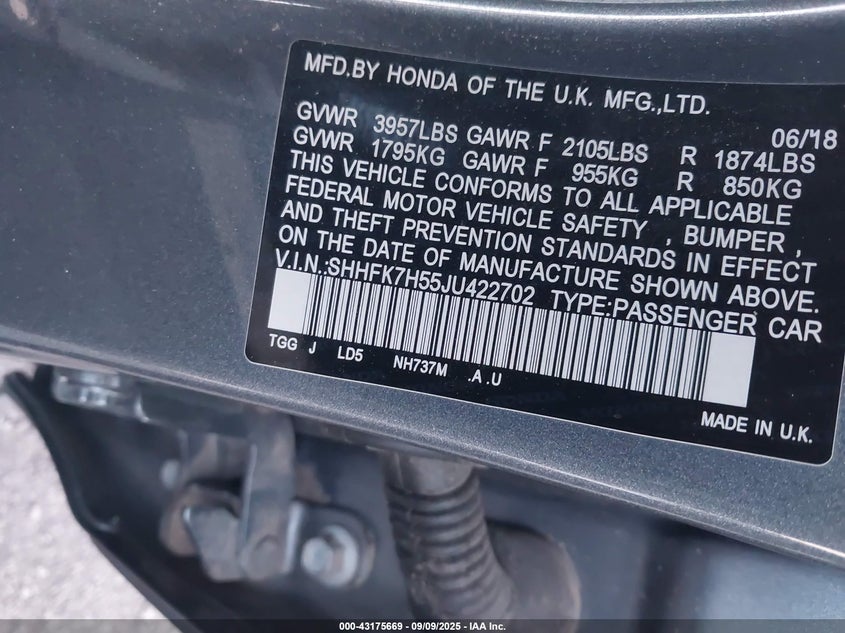 MFD.BY HONDA OF THE U.K. MFG.,LTD.
06/'18
GVWR 3957LBS GAWR F 2105LBS R 1874LBS
GVWR 1795KG GAWR F 955KG R 850KG
THIS VEHICLE CONFORMS TO ALL APPLICABLE
FEDERAL MOTOR VEHICLE SAFETY , BUMPER ,
AND THEFT PREVENTION STANDARDS IN EFFECT
ON THE DATE OF MANUFACTURE SHOWN ABOVE.
V.I.N.:SHHFK7H55JU422702 TYPE:PASSENGER CAR
TGG J LD5 NH737M .A .U
MADE IN U.K.
000-43175669 - 09/09/2025 - IAA Inc.